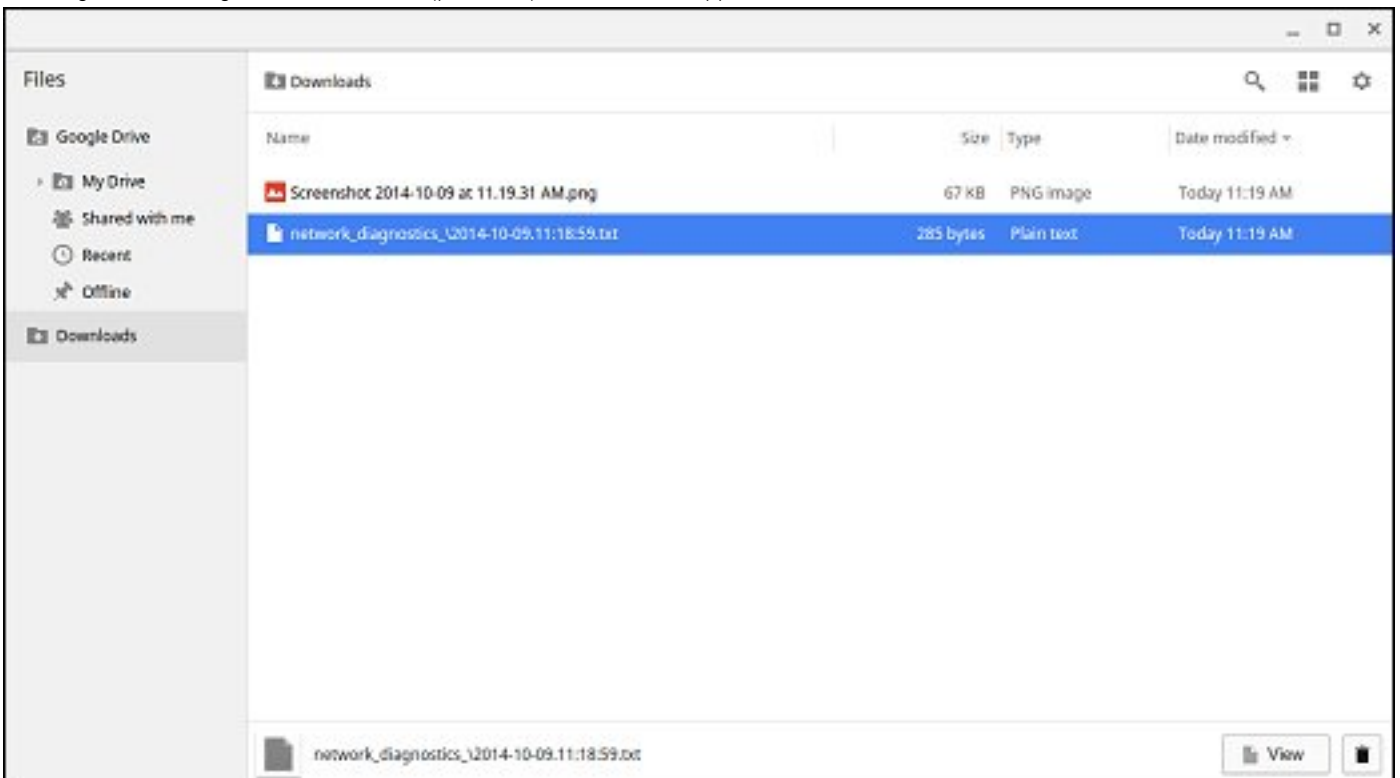 Files
Downloads
Google Drive
Name Size Type Date modified
My Drive
Screenshot 2014-10-09 at 11.19.31 AM.png 67 KB PNG image Today 11:19 AM
Shared with me
network_diagnostics_\2014-10-09.11:18:59.txt 285 bytes Plain text Today 11:19 AM
Recent
Offline
Downloads
network_diagnostics_\2014-10-09.11:18:59.txt View